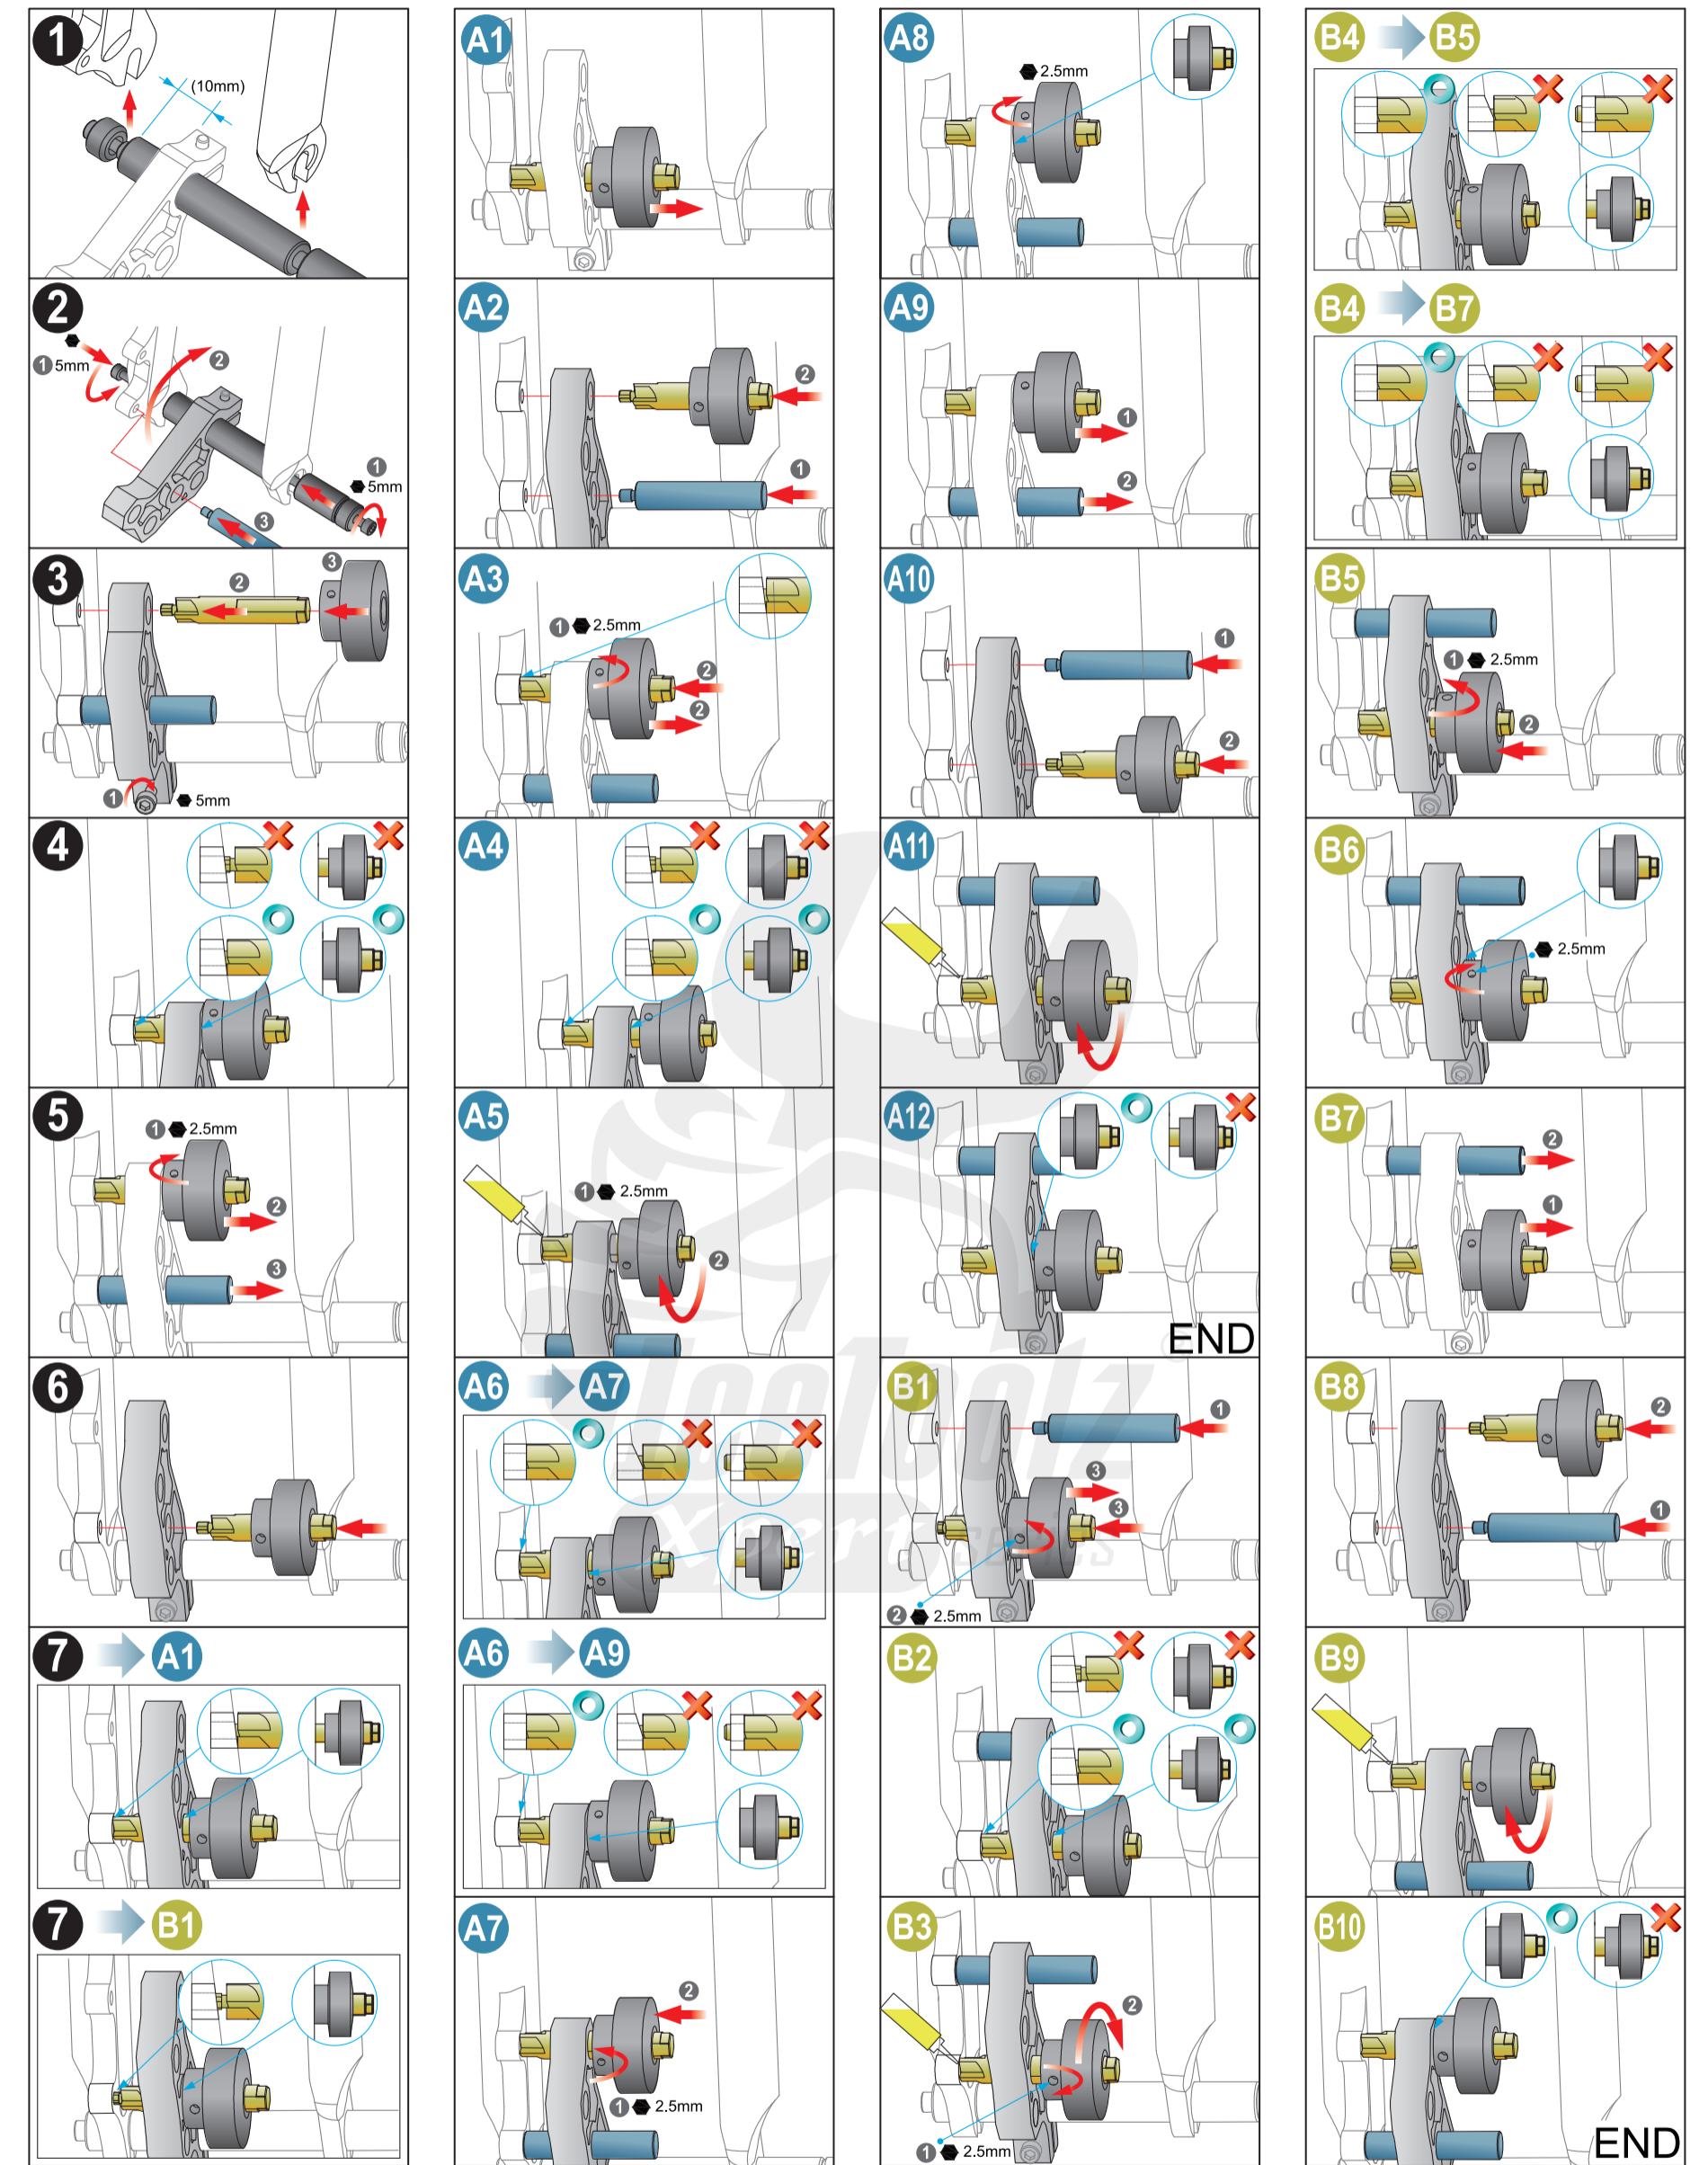 1
(10mm)
2
1 5mm
2
1
5mm
3
3
3
2
1
5mm
4
5
1 2.5mm
2
3
6
7 A1
7 B1
A1
A2
2
1
A3
1 2.5mm
2
2
A4
A5
1 2.5mm
2
A6 A7
A6 A9
A7
2
1 2.5mm
A8
2.5mm
A9
1
2
A10
1
2
A11
A12
END
B1
1
3
3
2 2.5mm
B2
B3
2
1 2.5mm
B4 B5
B4 B7
B5
1 2.5mm
2
B6
2.5mm
B7
2
1
B8
2
1
B9
B10
END
IceToolz®
Xpert series